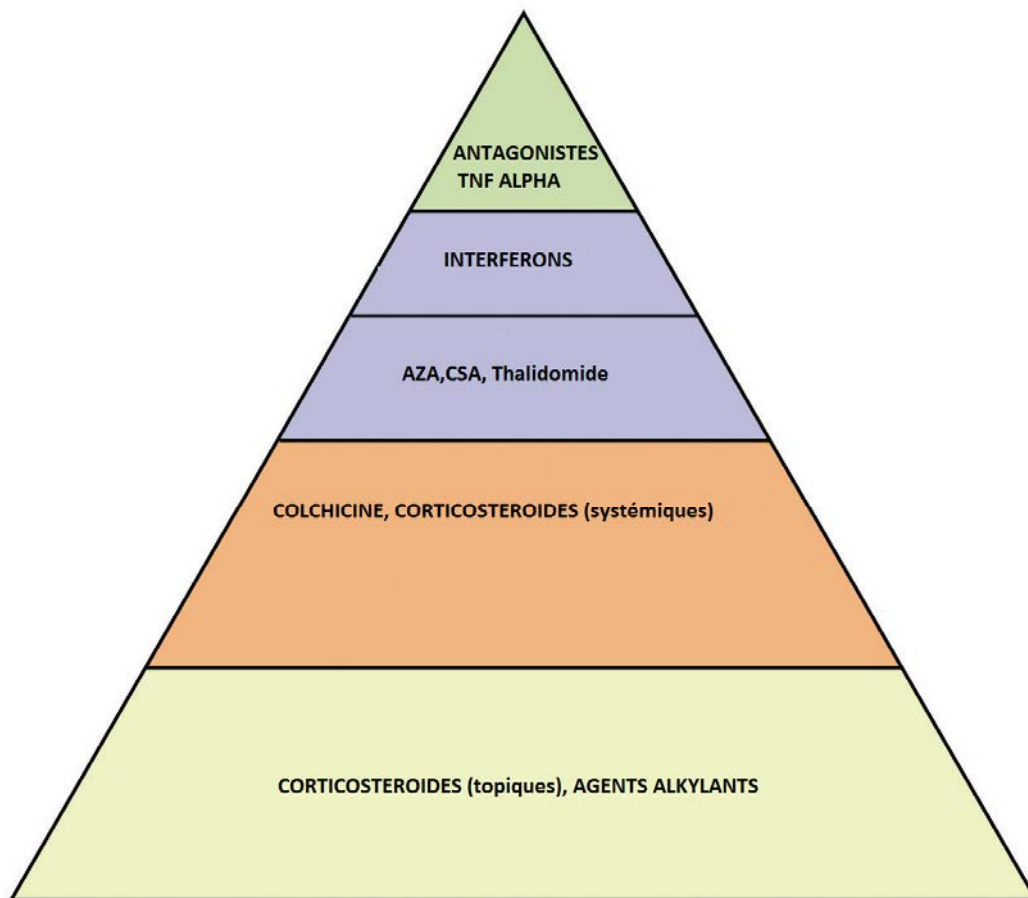 ANTAGONISTES
TNF ALPHA
INTERFERONS
AZA,CSA, Thalidomide
COLCHICINE, CORTICOSTEROIDES (systémiques)
CORTICOSTEROIDES (topiques), AGENTS ALKYLANTS